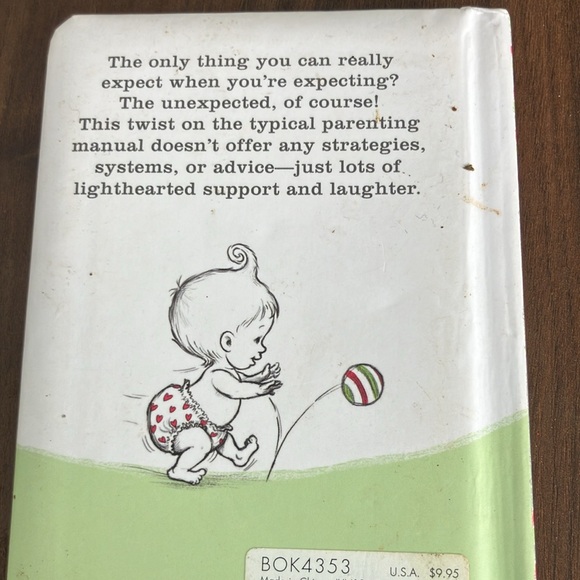 The only thing you can really
expect when you're expecting?
The unexpected, of course!
This twist on the typical parenting
manual doesn't offer any strategies,
systems, or advice—just lots of
lighthearted support and laughter.
BOK4353 U.S.A. $9.95
Made in